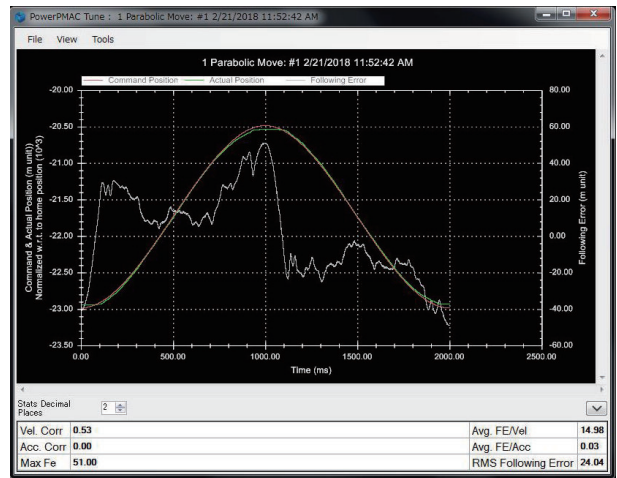 PowerPMAC Tune : 1 Parabolic Move: #1 2/21/2018 11:52:42 AM
File View Tools
1 Parabolic Move: #1 2/21/2018 11:52:42 AM
Command Position Actual Position Following Error
-20.00
-20.50
-21.00
-21.50
-22.00
-22.50
-23.00
-23.50
Command & Actual Position (m unit))
Normalized w.r.t. to home position (10^3)
80.00
60.00
40.00
20.00
0.00
-20.00
-40.00
-60.00
Following Error (m unit)
0.00 500.00 1000.00 1500.00 2000.00 2500.00
Time (ms)
Stats Decimal
Places
2
Vel. Corr 0.53 Avg. FE/Vel 14.98
Acc. Corr 0.00 Avg. FE/Acc 0.03
Max Fe 51.00 RMS Following Error 24.04